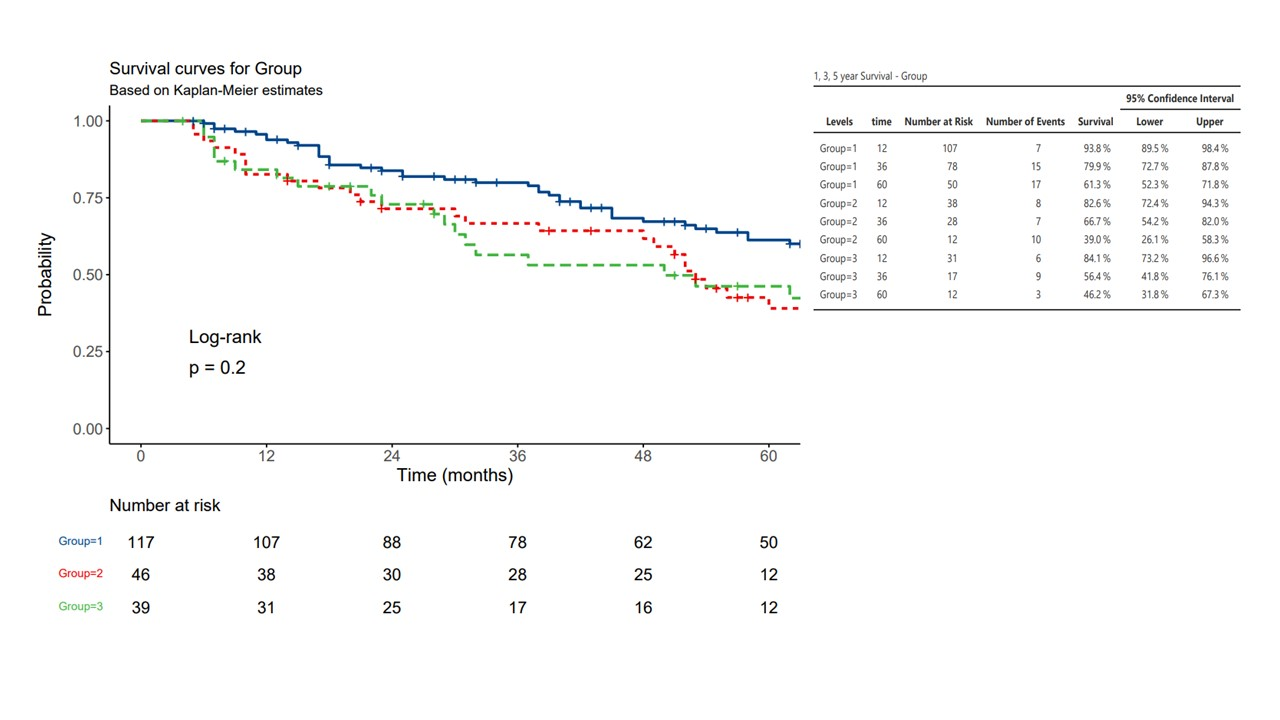 Survival curves for Group
Based on Kaplan-Meier estimates
1.00
0.75
0.50
0.25
0.00
Probability
Log-rank
p = 0.2
0 12 24 36 48 60
Time (months)
Number at risk
Group=1 117 107 88 78 62 50
Group=2 46 38 30 28 25 12
Group=3 39 31 25 17 16 12
1, 3, 5 year Survival - Group
95% Confidence Interval
Levels time Number at Risk Number of Events Survival Lower Upper
Group=1 12 107 7 93.8 % 89.5 % 98.4 %
Group=1 36 78 15 79.9 % 72.7 % 87.8 %
Group=1 60 50 17 61.3 % 52.3 % 71.8 %
Group=2 12 38 8 82.6 % 72.4 % 94.3 %
Group=2 36 28 7 66.7 % 54.2 % 82.0 %
Group=2 60 12 10 39.0 % 26.1 % 58.3 %
Group=3 12 31 6 84.1 % 73.2 % 96.6 %
Group=3 36 17 9 56.4 % 41.8 % 76.1 %
Group=3 60 12 3 46.2 % 31.8 % 67.3 %